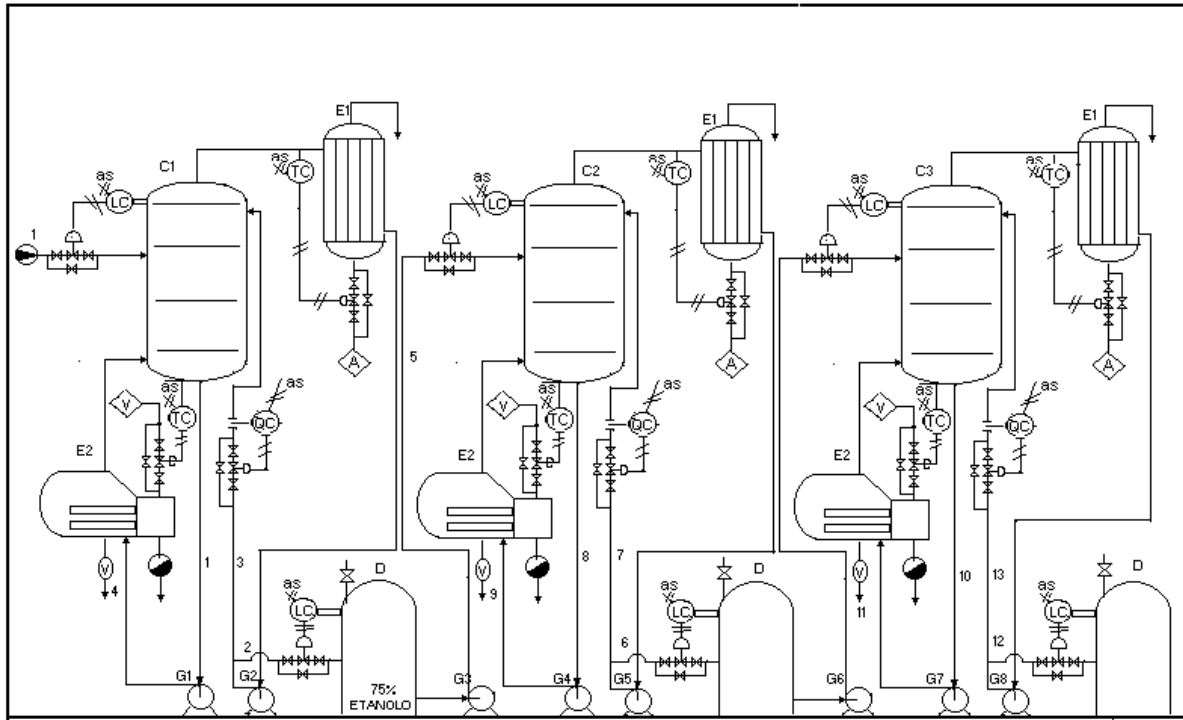 E1
E1
E1
C1
as
TC
C2
as
TC
C3
as
TC
as
LC
as
LC
as
LC
1
A
5
A
A
V
as
TC
as
QC
V
as
TC
as
QC
V
as
TC
as
QC
E2
E2
E2
V
4
1
3
D
V
9
8
7
D
V
11
10
13
D
as
LC
as
LC
as
LC
2
6
12
G1
G2
75%
ETANOLO
G3
G4
G5
G6
G7
G8